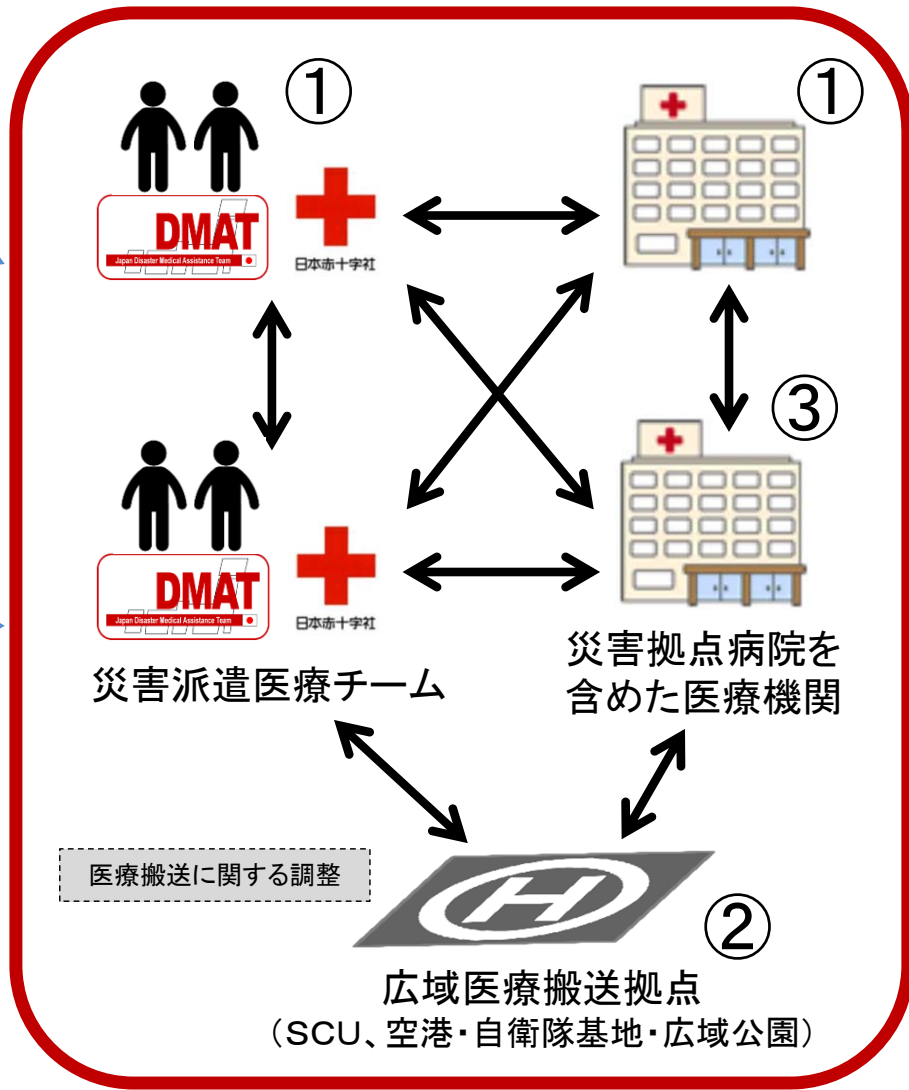 ①
①
DMAT
Japan Disaster Medical Assistance Team
日本赤十字社
③
DMAT
Japan Disaster Medical Assistance Team
日本赤十字社
災害派遣医療チーム
災害拠点病院を
含めた医療機関
医療搬送に関する調整
H
②
広域医療搬送拠点
（SCU、空港・自衛隊基地・広域公園）